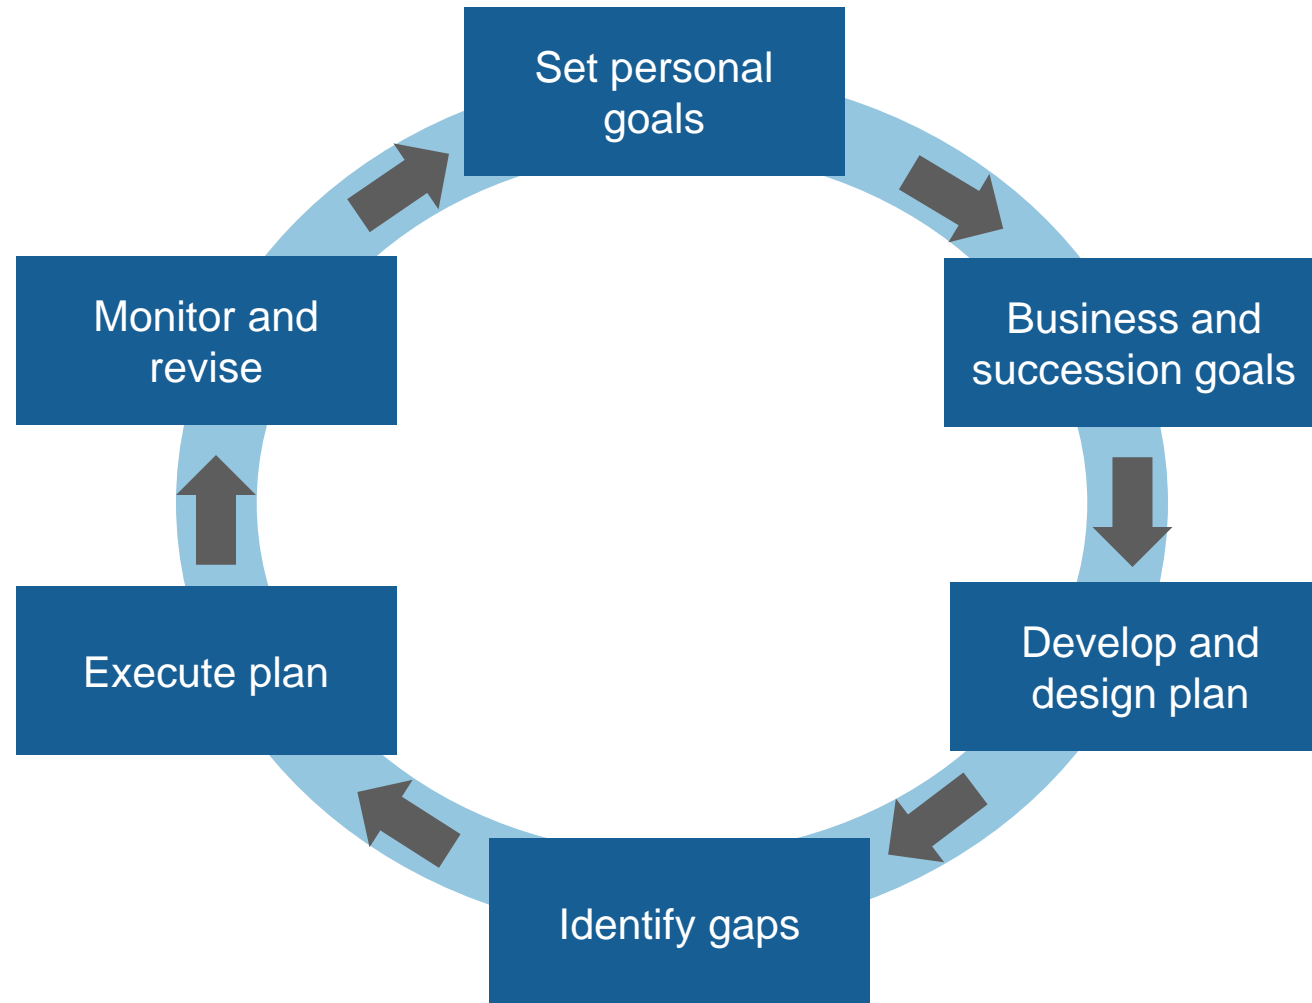 Set personal
goals
Business and
succession goals
Develop and
design plan
Identify gaps
Execute plan
Monitor and
revise